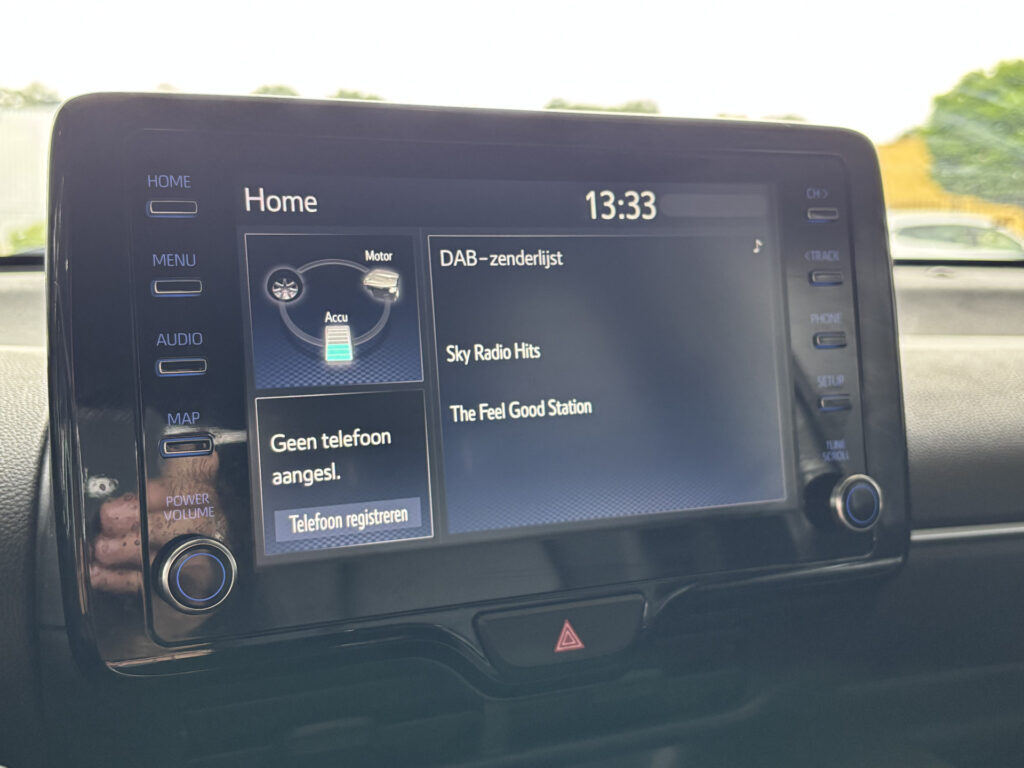 HOME
MENU
AUDIO
MAP
POWER
VOLUME
Home
13:33
Motor
Accu
Geen telefoon
aangesl.
Telefoon registreren
DAB-zenderlijst
Sky Radio Hits
The Feel Good Station
CH>
<TRACK
PHONE
SETUP
TUNE
SCROLL